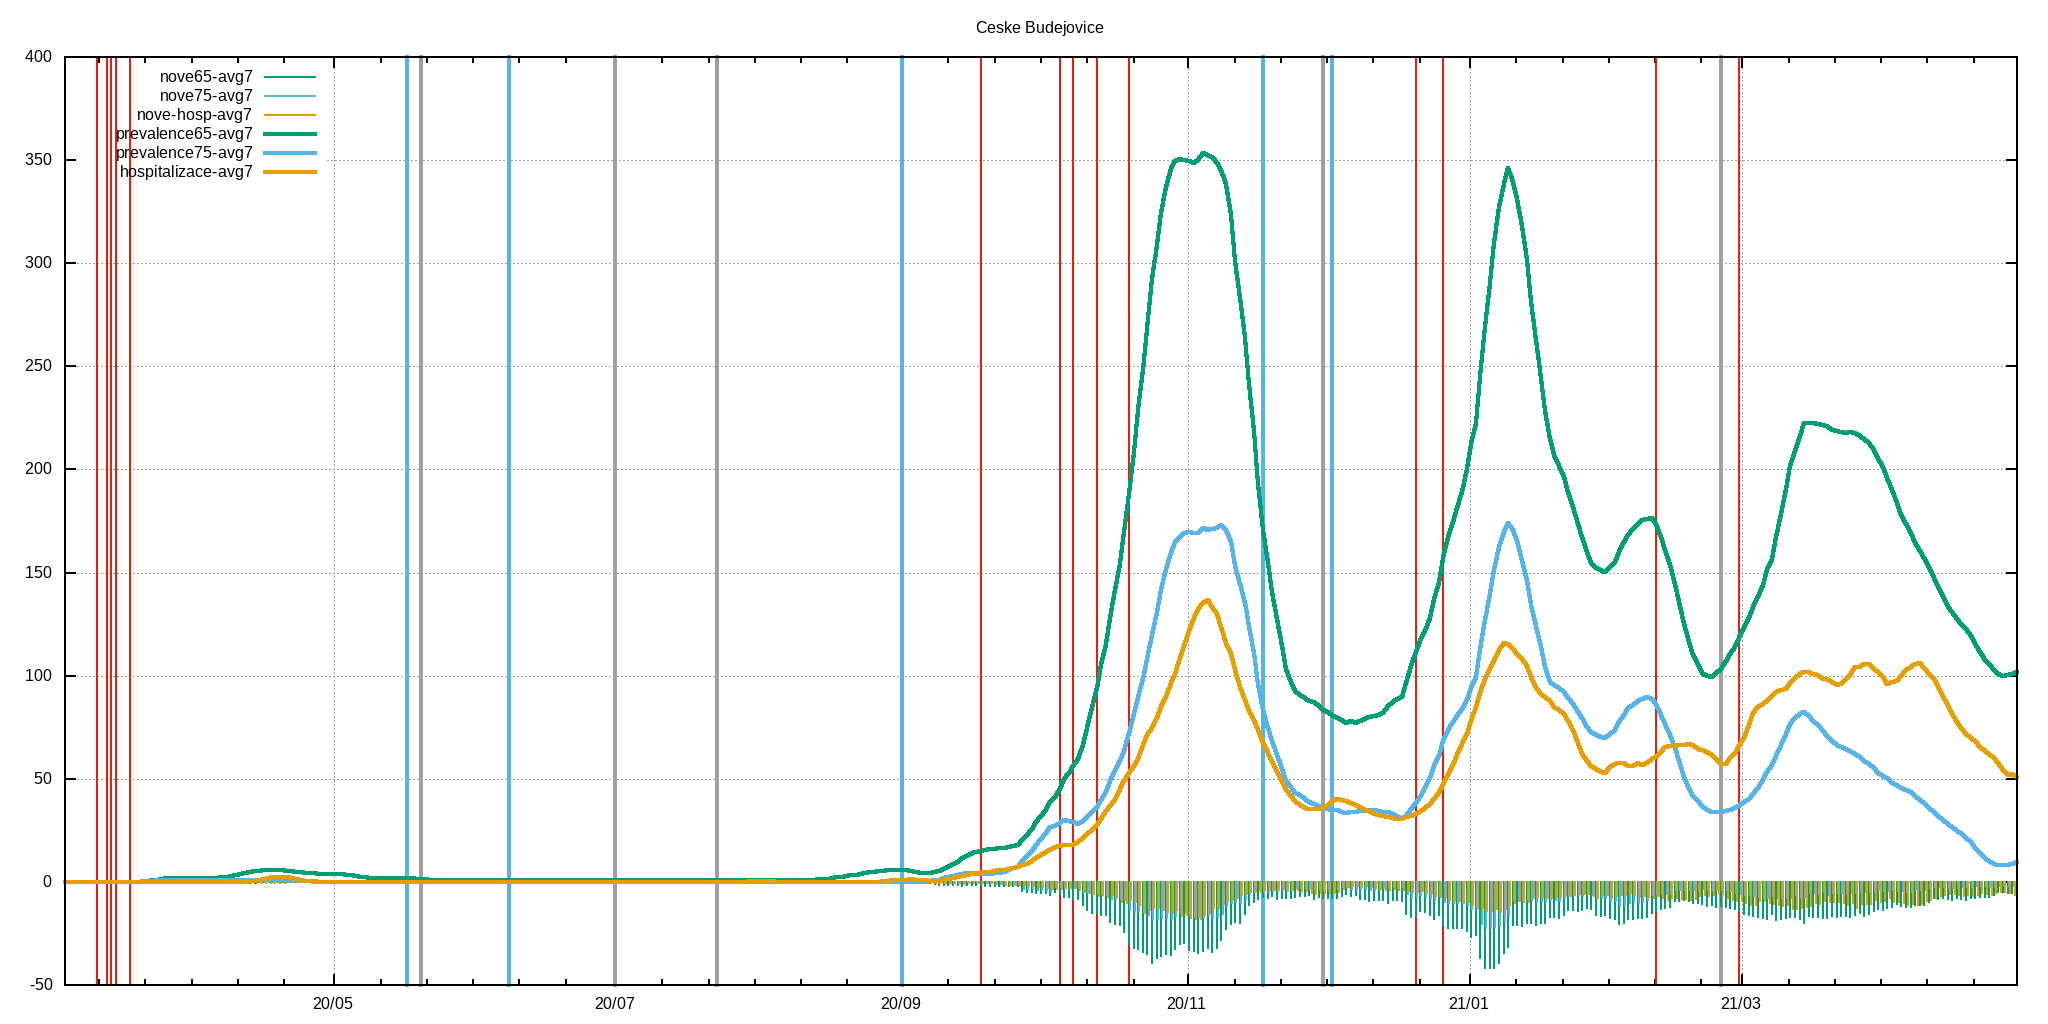 Ceske Budejovice
400
350
300
250
200
150
100
50
0
-50
nove65-avg7
nove75-avg7
nove-hosp-avg7
prevalence65-avg7
prevalence75-avg7
hospitalizace-avg7
20/05
20/07
20/09
20/11
21/01
21/03